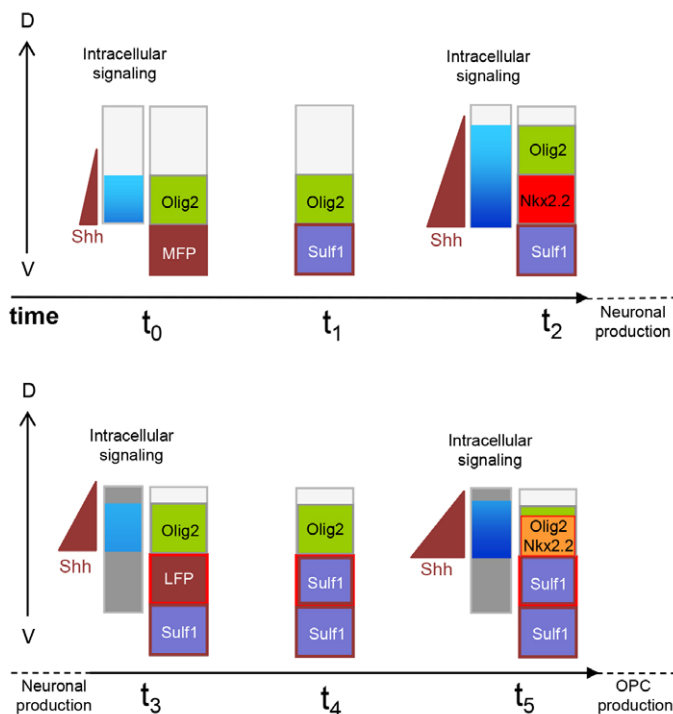 D
Intracellular
signaling
Intracellular
signaling
Olig2
Olig2
Olig2
Nkx2.2
Shh
MFP
Sulf1
Shh
Sulf1
V
time
t0
t1
t2
Neuronal
production
D
Intracellular
signaling
Intracellular
signaling
Olig2
Olig2
Olig2
Nkx2.2
Shh
LFP
Sulf1
Shh
Sulf1
Sulf1
Sulf1
Sulf1
V
Neuronal
production
t3
t4
t5
OPC
production